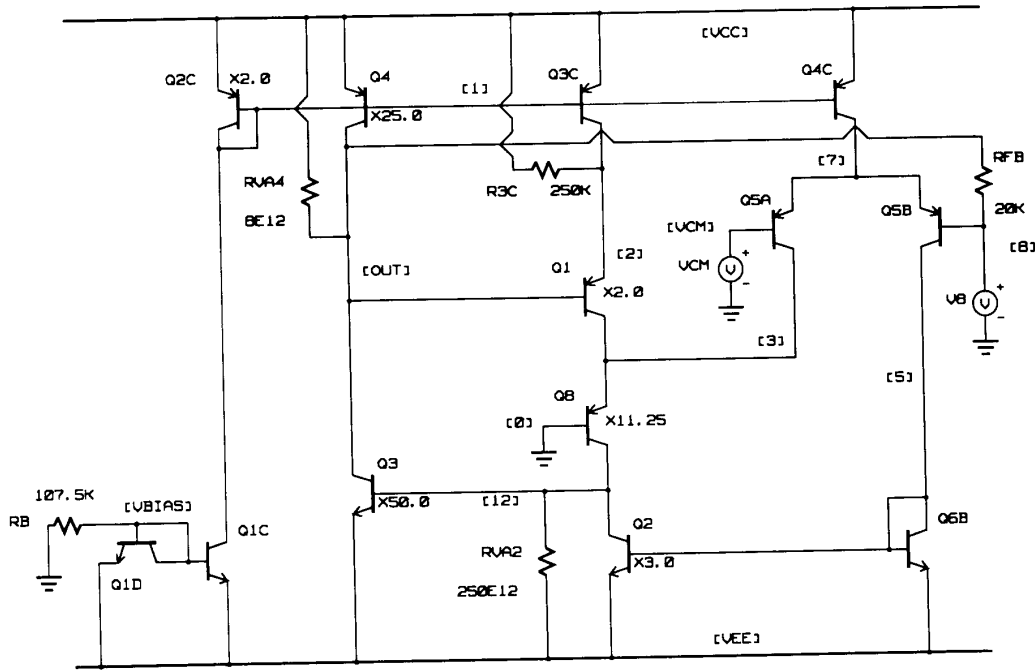 [VCC]
Q2C
X2.0
Q4
X25.0
[1]
Q3C
Q4C
RVA4
8E12
R3C
250K
[7]
RFB
20K
Q5A
Q5B
[VCM]
VCM
V
+
-
[8]
[OUT]
[2]
Q1
X2.0
V8
V
+
-
[3]
[5]
Q8
[0]
X11.25
Q3
X50.0
[12]
107.5K
RB
[VBIAS]
Q1C
Q1D
Q2
X3.0
RVA2
250E12
Q6B
[VEE]